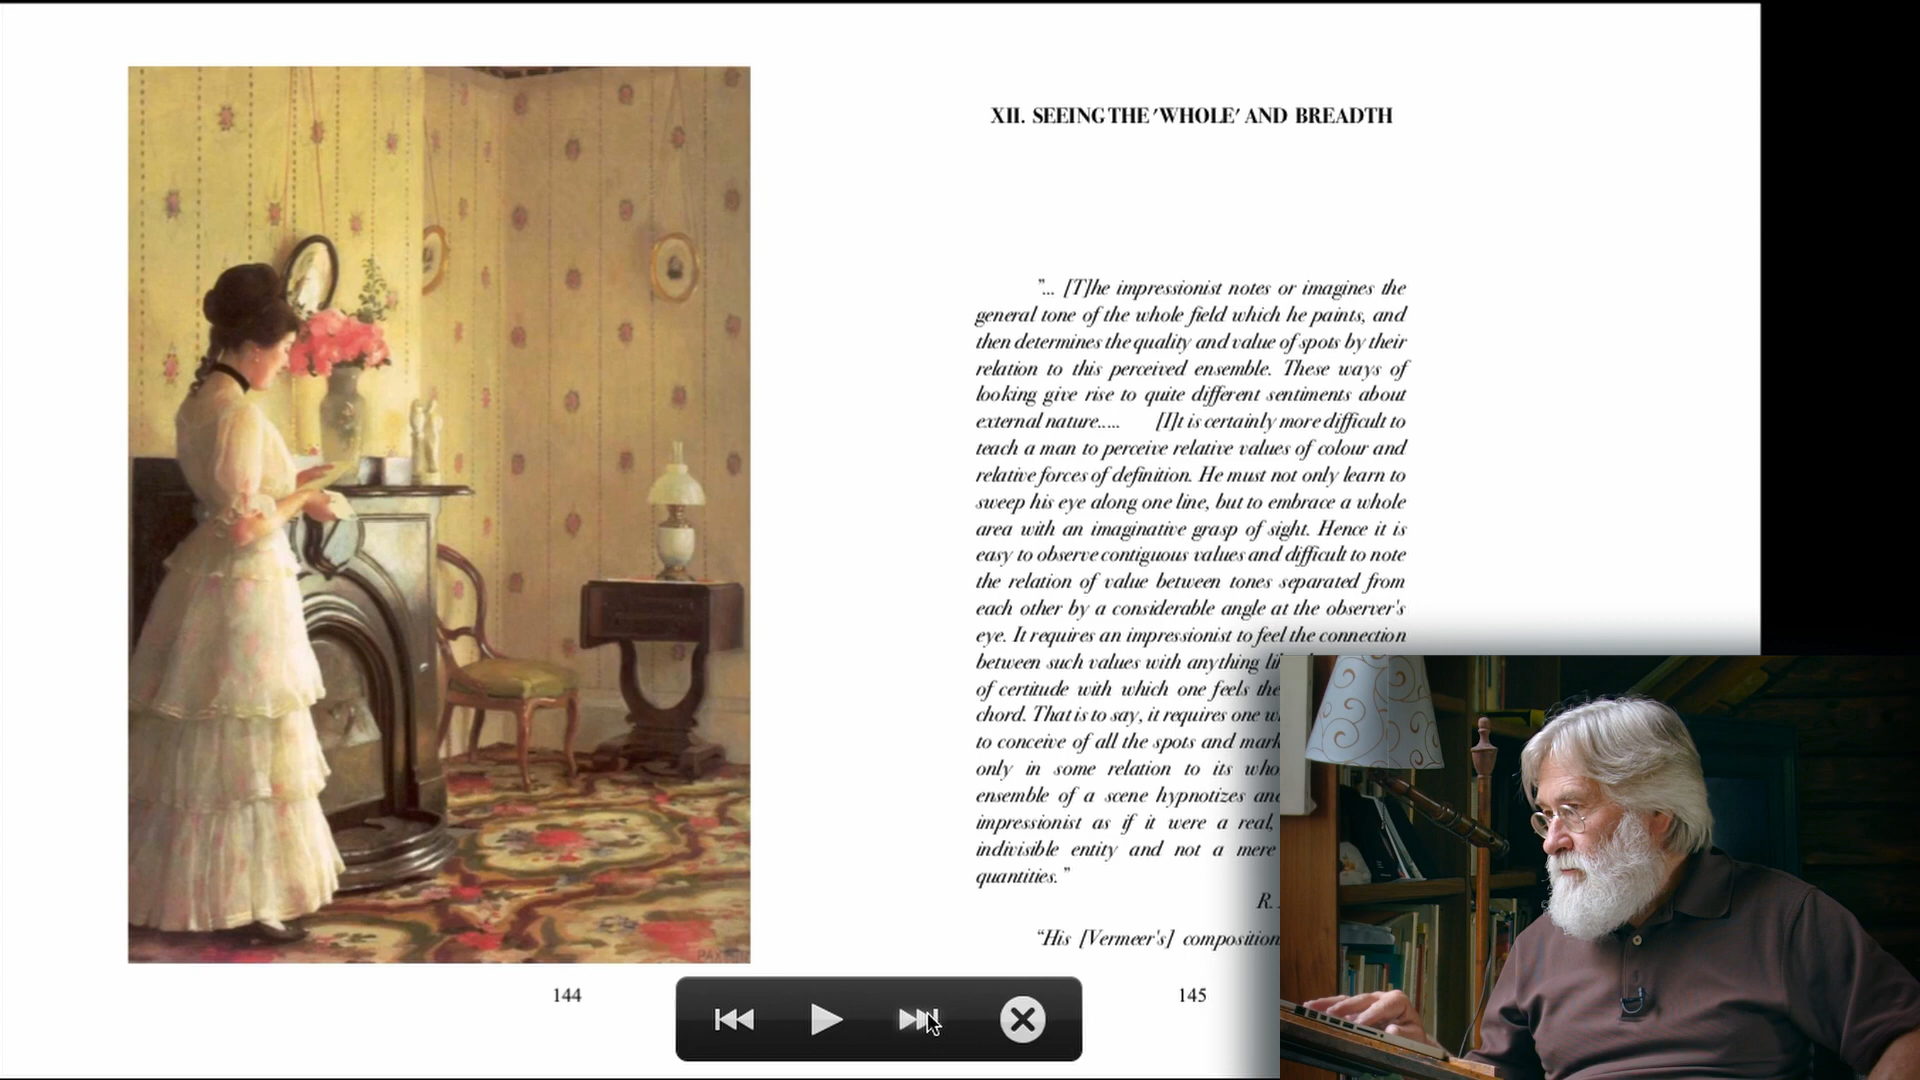 XII. SEEING THE 'WHOLE' AND BREADTH
"... [T]he impressionist notes or imagines the
general tone of the whole field which he paints, and
then determines the quality and value of spots by their
relation to this perceived ensemble. These ways of
looking give rise to quite different sentiments about
external nature..... [I]t is certainly more difficult to
teach a man to perceive relative values of colour and
relative forces of definition. He must not only learn to
sweep his eye along one line, but to embrace a whole
area with an imaginative grasp of sight. Hence it is
easy to observe contiguous values and difficult to note
the relation of value between tones separated from
each other by a considerable angle at the observer's
eye. It requires an impressionist to feel the connection
between such values with anything
of certitude with which one feels
chord. That is to say, it requires one
to conceive of all the spots and
only in some relation to its
ensemble of a scene hypnotizes
impressionist as if it were a real,
indivisible entity and not a mere
quantities."
R.
"His [Vermeer's] composition
144
145